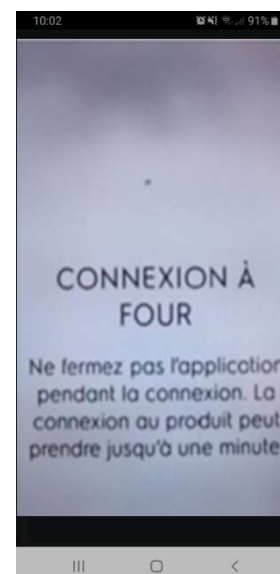 10:02
91%
CONNEXION À
FOUR
Ne fermez pas l'application
pendant la connexion. La
connexion au produit peut
prendre jusqu'à une minute